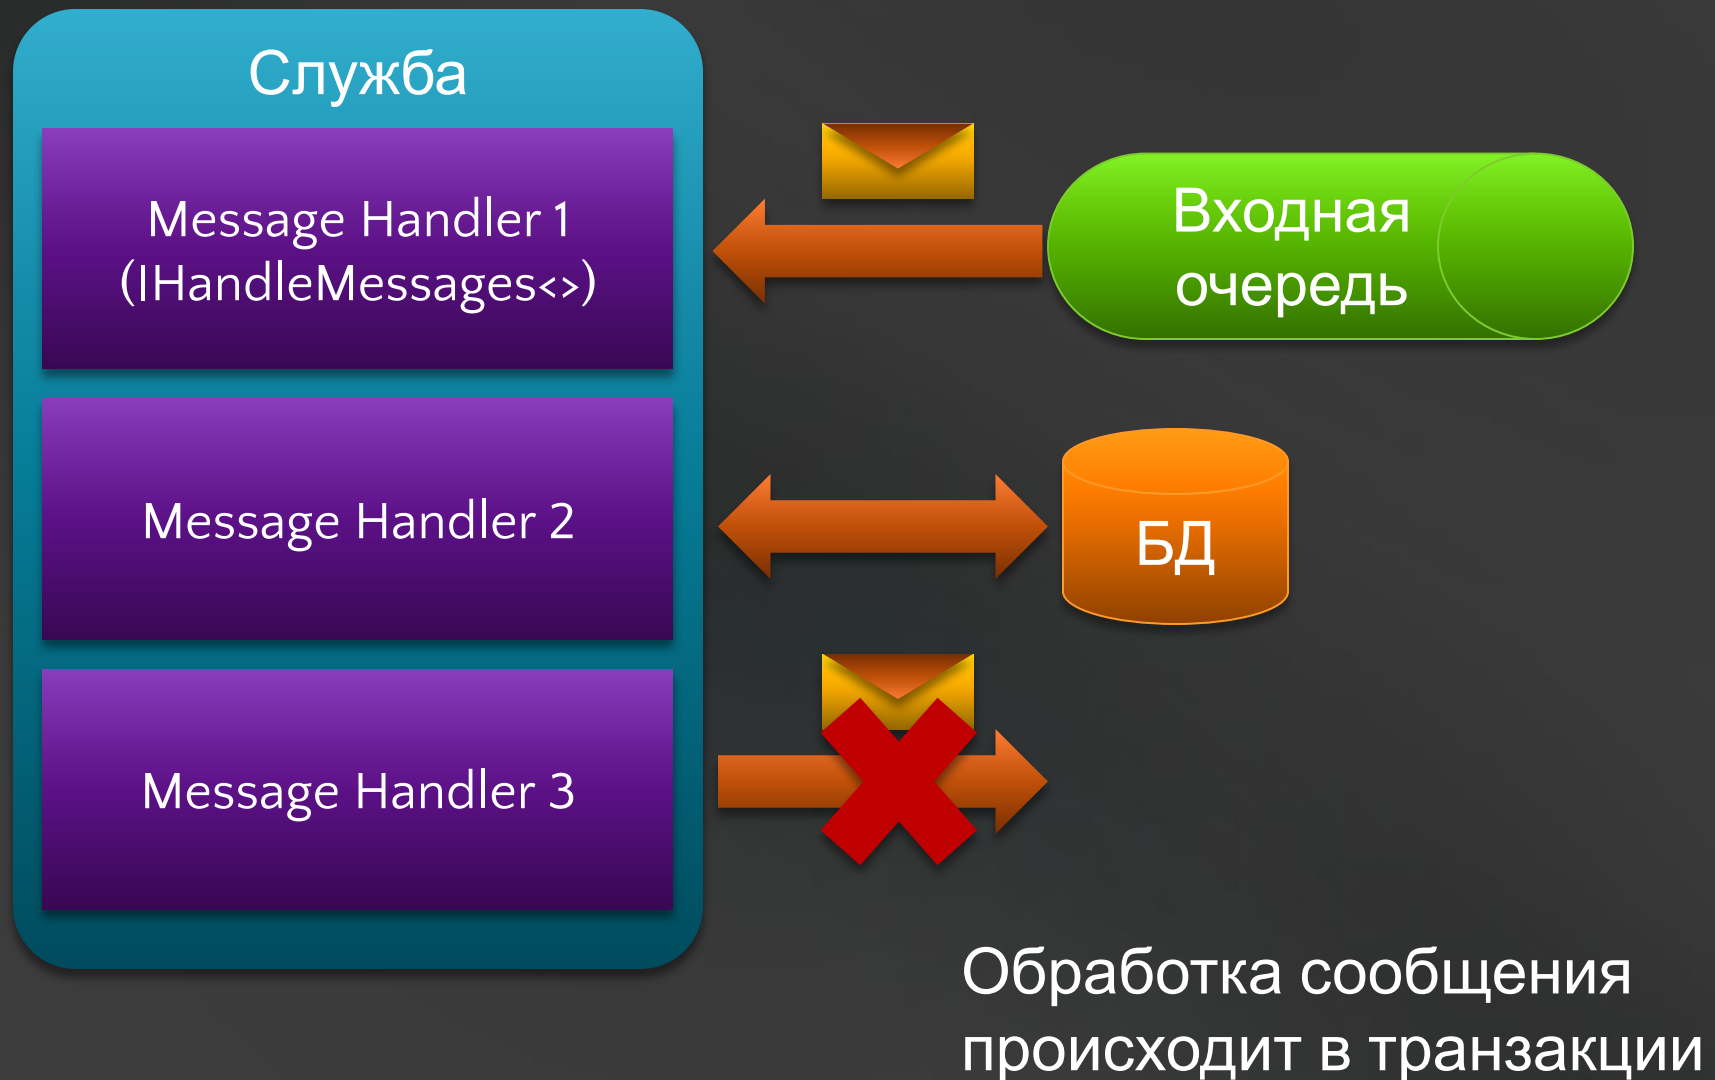 Служба
Message Handler 1
(IHandleMessages<>)
Message Handler 2
Message Handler 3
Входная
очередь
БД
Обработка сообщения
происходит в транзакции